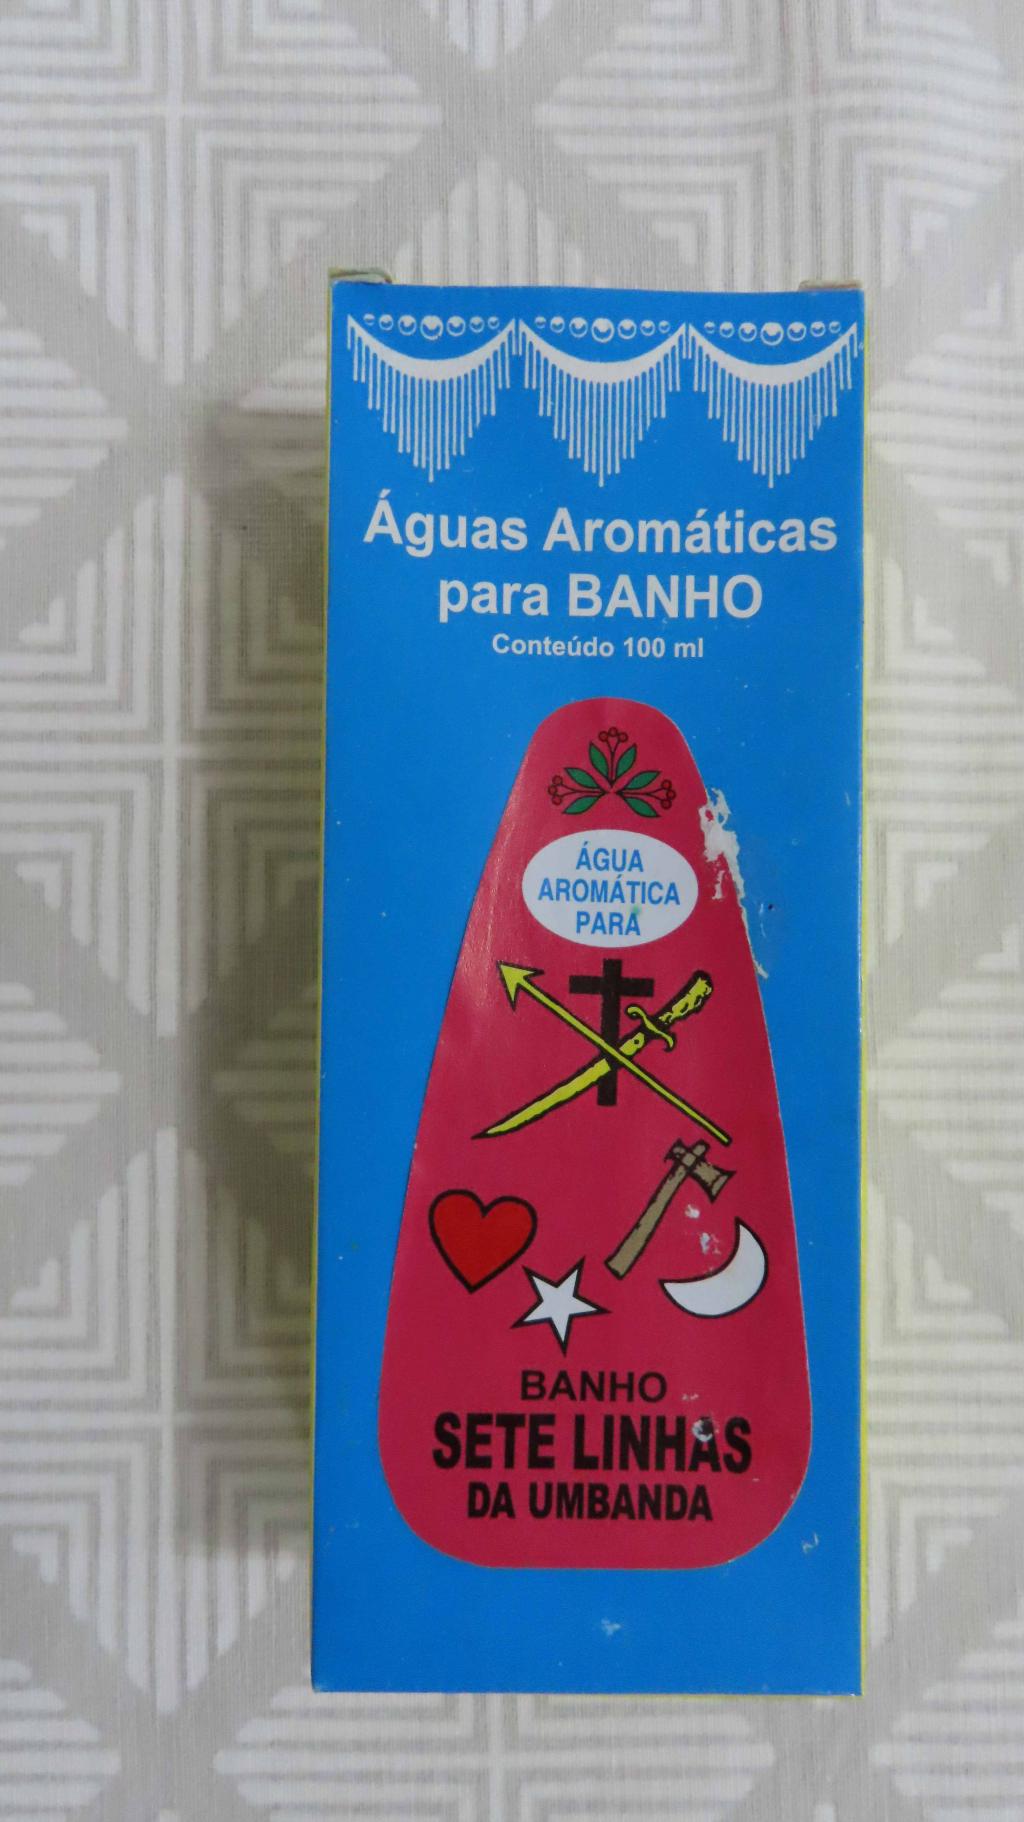 Águas Aromáticas
para BANHO
Conteúdo 100 ml
ÁGUA
AROMÁTICA
PARA
BANHO
SETE LINHAS
DA UMBANDA